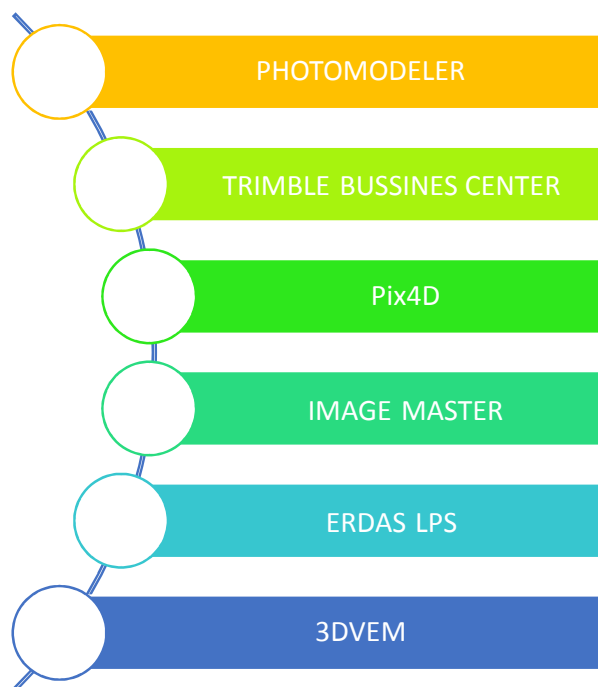 PHOTOMODELER
TRIMBLE BUSSINES CENTER
Pix4D
IMAGE MASTER
ERDAS LPS
3DVEM